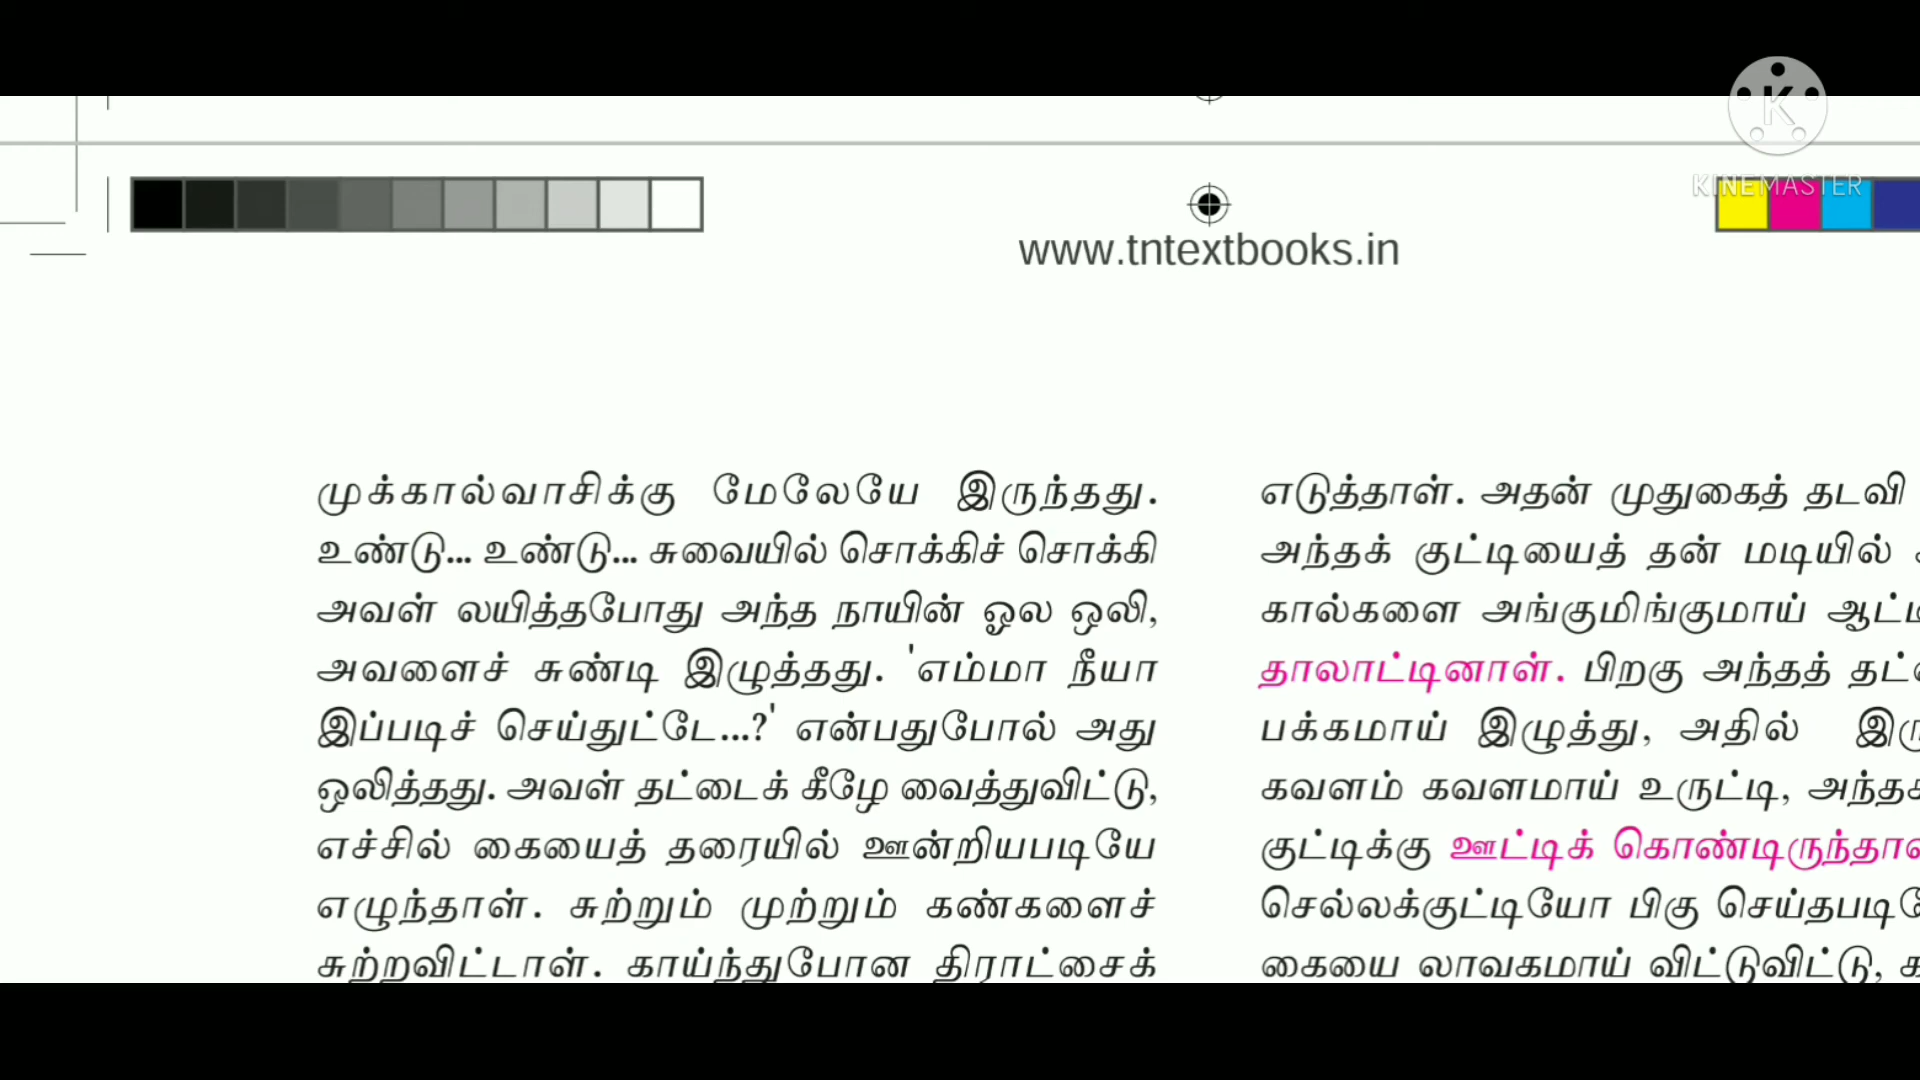 KINEMASTER
www.tntextbooks.in
முக்கால்வாசிக்கு மேலேயே இருந்தது.
உண்டு... உண்டு... சுவையில் சொக்கிச் சொக்கி
அவள் லயித்தபோது அந்த நாயின் ஓல ஒலி,
அவளைச் சுண்டி இழுத்தது. 'எம்மா நீயா
இப்படிச் செய்துட்டே...?' என்பதுபோல் அது
ஒலித்தது. அவள் தட்டைக் கீழே வைத்துவிட்டு,
எச்சில் கையைத் தரையில் ஊன்றியபடியே
எழுந்தாள். சுற்றும் முற்றும் கண்களைச்
சுற்றவிட்டாள். காய்ந்துபோன திராட்சைக்
எடுத்தாள். அதன் முதுகைத் தடவி
அந்தக் குட்டியைத் தன் மடியில்
கால்களை அங்குமிங்குமாய்
தாலாட்டினாள். பிறகு அந்தத்
பக்கமாய் இழுத்து, அதில்
கவளம் கவளமாய் உருட்டி,
குட்டிக்கு ஊட்டிக்
செல்லக்குட்டியோ பிகு
கையை லாவகமாய் விட்டுவிட்டு,